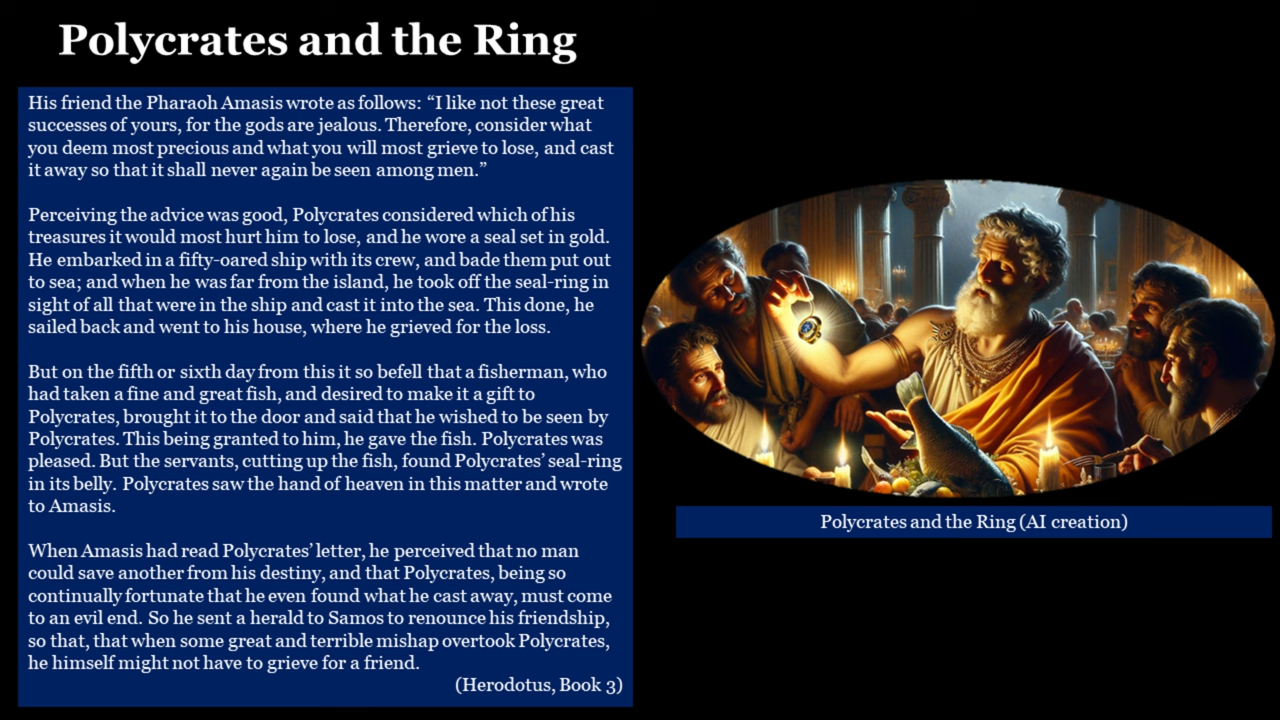 Polycrates and the Ring
His friend the Pharaoh Amasis wrote as follows: “I like not these great
successes of yours, for the gods are jealous. Therefore, consider what
you deem most precious and what you will most grieve to lose, and cast
it away so that it shall never again be seen among men.”
Perceiving the advice was good, Polycrates considered which of his
treasures it would most hurt him to lose, and he wore a seal set in gold.
He embarked in a fifty-oared ship with its crew, and bade them put out
to sea; and when he was far from the island, he took off the seal-ring in
sight of all that were in the ship and cast it into the sea. This done, he
sailed back and went to his house, where he grieved for the loss.
But on the fifth or sixth day from this it so befell that a fisherman, who
had taken a fine and great fish, and desired to make it a gift to
Polycrates, brought it to the door and said that he wished to be seen by
Polycrates. This being granted to him, he gave the fish. Polycrates was
pleased. But the servants, cutting up the fish, found Polycrates’ seal-ring
in its belly. Polycrates saw the hand of heaven in this matter and wrote
to Amasis.
When Amasis had read Polycrates’ letter, he perceived that no man
could save another from his destiny, and that Polycrates, being so
continually fortunate that he even found what he cast away, must come
to an evil end. So he sent a herald to Samos to renounce his friendship,
so that, that when some great and terrible mishap overtook Polycrates,
he himself might not have to grieve for a friend.
(Herodotus, Book 3)
Polycrates and the Ring (AI creation)